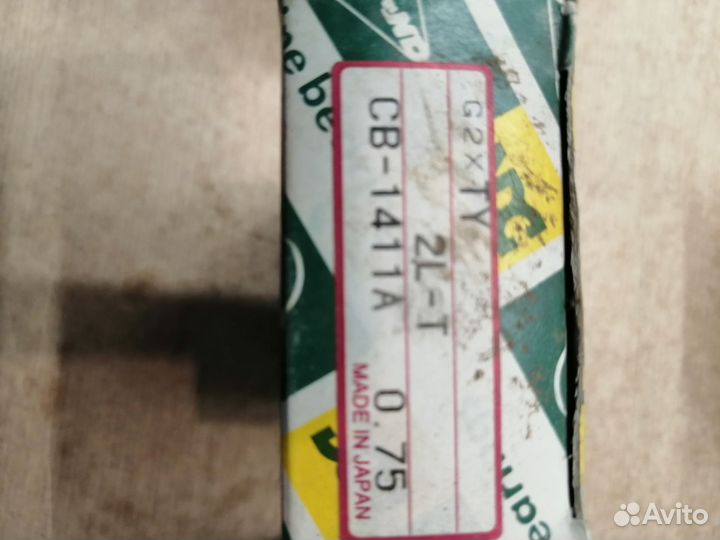 G2×TY
2L-T
CB-1411A 0.75
MADE IN JAPAN
Avito